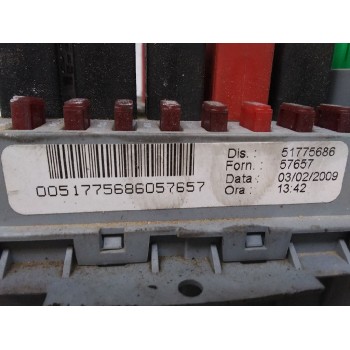 Dis. : 51775686
Forn. : 57657
Data : 03/02/2009
Ora : 13:42
0051775686057657